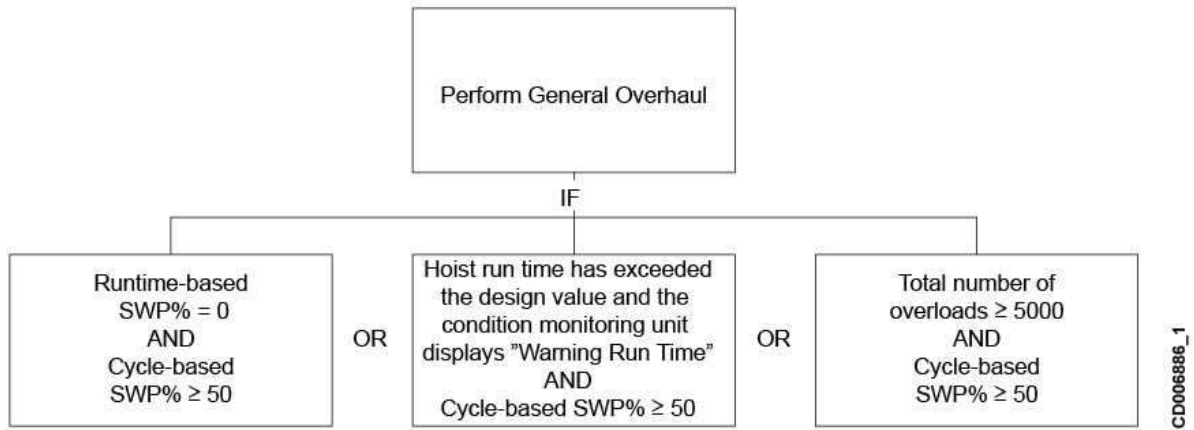 Perform General Overhaul
IF
Runtime-based
SWP% = 0
AND
Cycle-based
SWP% ≥ 50
OR
Hoist run time has exceeded
the design value and the
condition monitoring unit
displays ”Warning Run Time”
AND
Cycle-based SWP% ≥ 50
OR
Total number of
overloads ≥ 5000
AND
Cycle-based
SWP% ≥ 50
CD006886_1